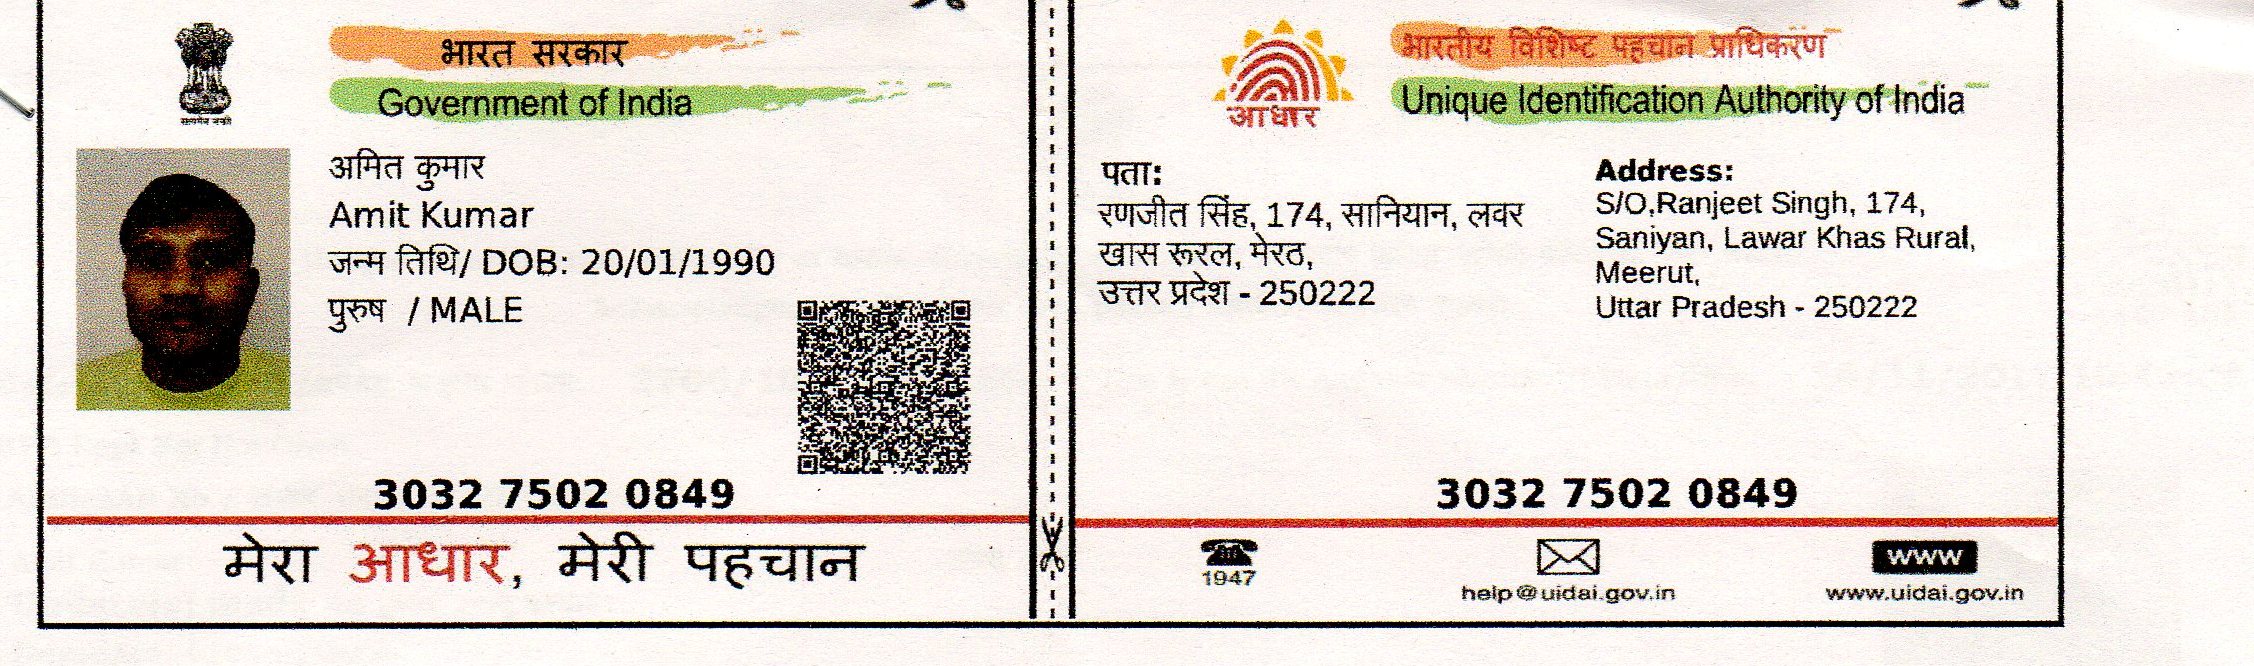 भारत सरकार
Government of India
अमित कुमार
Amit Kumar
जन्म तिथि/ DOB: 20/01/1990
पुरुष / MALE
3032 7502 0849
मेरा आधार, मेरी पहचान
आधार
भारतीय विशिष्ट पहचान प्राधिकरण
Unique Identification Authority of India
पता:
रणजीत सिंह, 174, सानियान, लवर
खास रूरल, मेरठ,
उत्तर प्रदेश - 250222
Address:
S/O,Ranjeet Singh, 174,
Saniyan, Lawar Khas Rural,
Meerut,
Uttar Pradesh - 250222
3032 7502 0849
1947
help@uidai.gov.in
www
www.uidai.gov.in